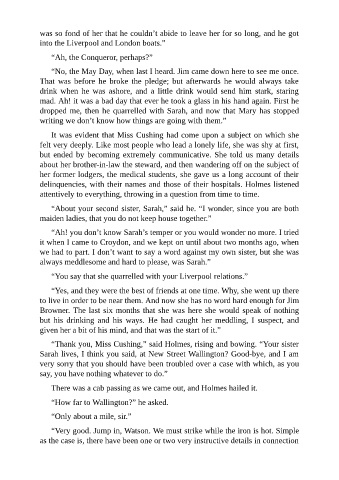 was so fond of her that he couldn't abide to leave her for so long, and he got
into the Liverpool and London boats.”
“Ah, the Conqueror, perhaps?”
“No, the May Day, when last I heard. Jim came down here to see me once.
That was before he broke the pledge; but afterwards he would always take
drink when he was ashore, and a little drink would send him stark, staring
mad. Ah! it was a bad day that ever he took a glass in his hand again. First he
dropped me, then he quarrelled with Sarah, and now that Mary has stopped
writing we don't know how things are going with them.”
It was evident that Miss Cushing had come upon a subject on which she
felt very deeply. Like most people who lead a lonely life, she was shy at first,
but ended by becoming extremely communicative. She told us many details
about her brother-in-law the steward, and then wandering off on the subject of
her former lodgers, the medical students, she gave us a long account of their
delinquencies, with their names and those of their hospitals. Holmes listened
attentively to everything, throwing in a question from time to time.
“About your second sister, Sarah,” said he. “I wonder, since you are both
maiden ladies, that you do not keep house together.”
“Ah! you don't know Sarah's temper or you would wonder no more. I tried
it when I came to Croydon, and we kept on until about two months ago, when
we had to part. I don't want to say a word against my own sister, but she was
always meddlesome and hard to please, was Sarah.”
“You say that she quarrelled with your Liverpool relations.”
“Yes, and they were the best of friends at one time. Why, she went up there
to live in order to be near them. And now she has no word hard enough for Jim
Browner. The last six months that she was here she would speak of nothing
but his drinking and his ways. He had caught her meddling, I suspect, and
given her a bit of his mind, and that was the start of it.”
“Thank you, Miss Cushing,” said Holmes, rising and bowing. “Your sister
Sarah lives, I think you said, at New Street Wallington? Good-bye, and I am
very sorry that you should have been troubled over a case with which, as you
say, you have nothing whatever to do.”
There was a cab passing as we came out, and Holmes hailed it.
“How far to Wallington?” he asked.
“Only about a mile, sir.”
“Very good. Jump in, Watson. We must strike while the iron is hot. Simple
as the case is, there have been one or two very instructive details in connection